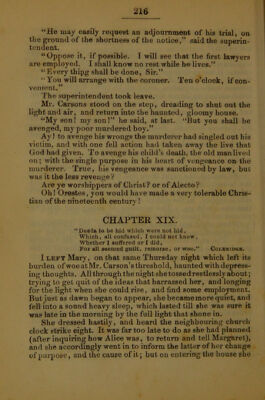 216
"He may easily request an adjournment of his trial, on
the ground of shortness of the notice," said the superin-
tendent.
"Oppose it, if possible. I will see that the first lawyers
are employed. I shall know no rest while he lives."
"Every thing shall be done, Sir."
"You will arrange with the coroner. Ten o'clock, if con-
venient."
The superintendent took leave.
Mr. Carsons stood on the step, dreading to shut out the
light and air, and return into the haunted, gloomy house.
"My son! my son!" he said, at last. "But you shall be
avenged, my poor murdered boy."
Ay! to avenge his wrongs the murderer had singled out his
victim, and with one fell action had taken away the live that
God had given. To avenge his child's death, the old man lived
on; with the single purpose in his heart of vengeance on the
murderer. True, his vengeance was sanctioned by law, but
was it the less revenge?
Are ye worshippers of Christ? or of Alecto?
Oh! Orestes, you would have made a very tolerable Chris-
tian of the nineteenth century!
CHAPTER XIX.
"Deeds to be hid which were not hid,
Which, all confused, I could not know,
Whether I suffered or I did,
For all seemed guilt, remorse, or woe." COLERIDGE.
I LEFT Mary, on that same Thursday night which left its
burden of woe at Mr. Carson's threshold, haunted with depress-
ing thoughts. All through the night she tossed restlessly about;
trying to get quit of the ideas that harrassed her, and longing
for the light when she could rise, and find some employment.
But just as dawn began to appear, she became more quiet, and
fell into a sound heavy sleep, which lasted till she was sure it
was late in the morning by the full light that shone in.
She dressed hastily, and heard the neighbouring church
clock strike eight. It was far too late to do as she had planned
(after inquiring how Alice was, to return and tell Margaret),
and she accordingly went in to inform the latter of her change
of purpose, and the cause of it; but on entering the house she